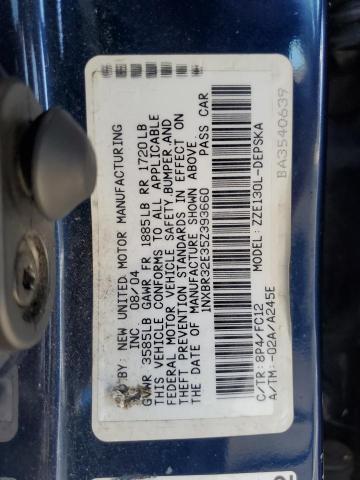 BY: NEW UNITED MOTOR MANUFACTURING
INC. 08/04
GVWR 3585LB GAWR FR 1885LB RR 1720LB
THIS VEHICLE CONFORMS TO ALL APPLICABLE
FEDERAL MOTOR VEHICLE SAFETY,BUMPER,AND
THEFT PREVENTION STANDARDS IN EFFECT ON
THE DATE OF MANUFACTURE SHOWN ABOVE
1NXBR32E35Z393660 PASS CAR
MODEL: ZZE130L-DEPSKA
C/TR: 8P4/FC12
A/TM: -02A/A245E
BA3540639